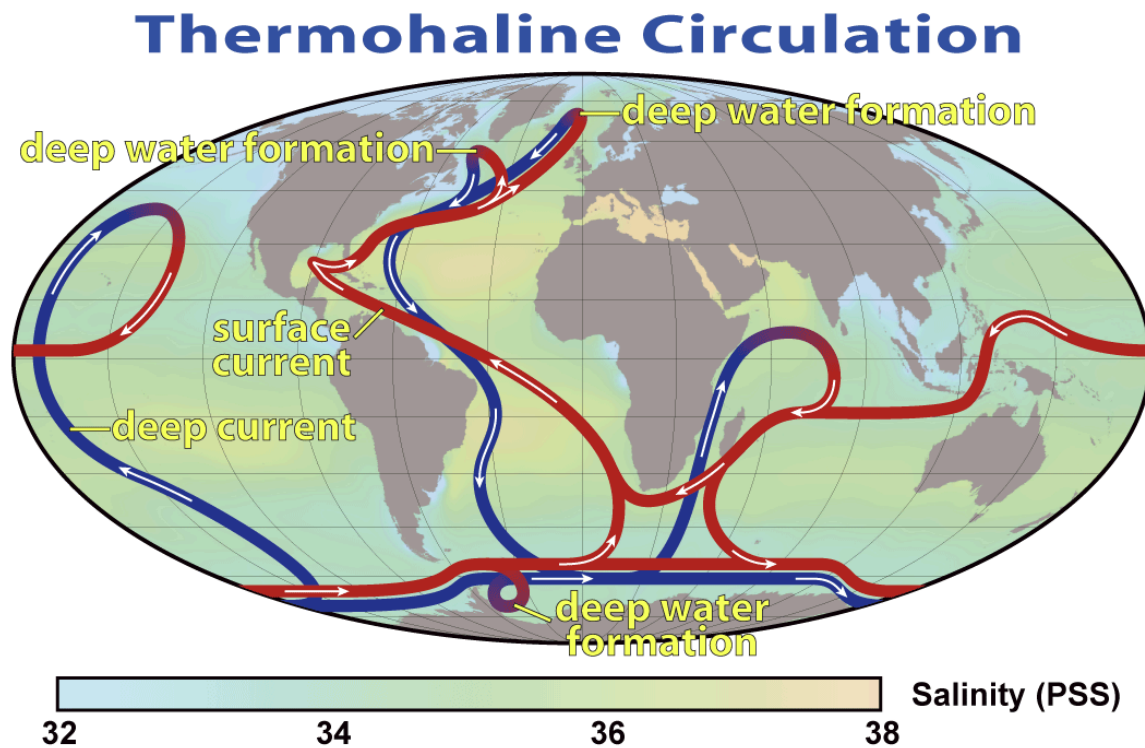 Thermohaline Circulation
deep water formation
deep water formation
surface
current
deep current
deep water
formation
32
34
36
38
Salinity (PSS)